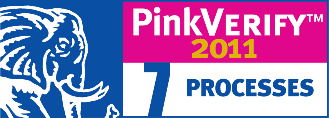 PINKVERIFY™
2011
7 PROCESSES